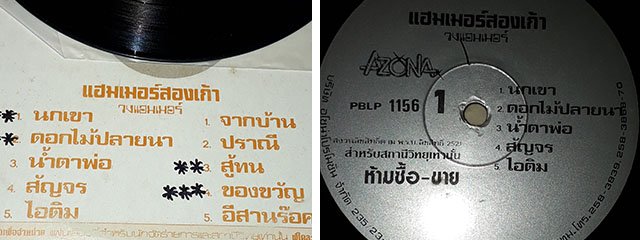 แฮมเมอร์สองเก้า
วงแฮมเมอร์
1. นกเขา
2. ดอกไม้ปลายนา
3. น้ำตาพ่อ
4. สัญจร
5. ไอติม
1. จากบ้าน
2. ปราณี
3. สู้ทน
4. ของขวัญ
5. อีสานร็อค
แฮมเมอร์สองเก้า
วงแฮมเมอร์
AZONA
PBLP 1156
1
สำหรับสถานีวิทยุเท่านั้น
ห้ามซื้อ-ขาย
1. นกเขา
2. ดอกไม้ปลายนา
3. น้ำตาพ่อ
4. สัญจร
5. ไอติม